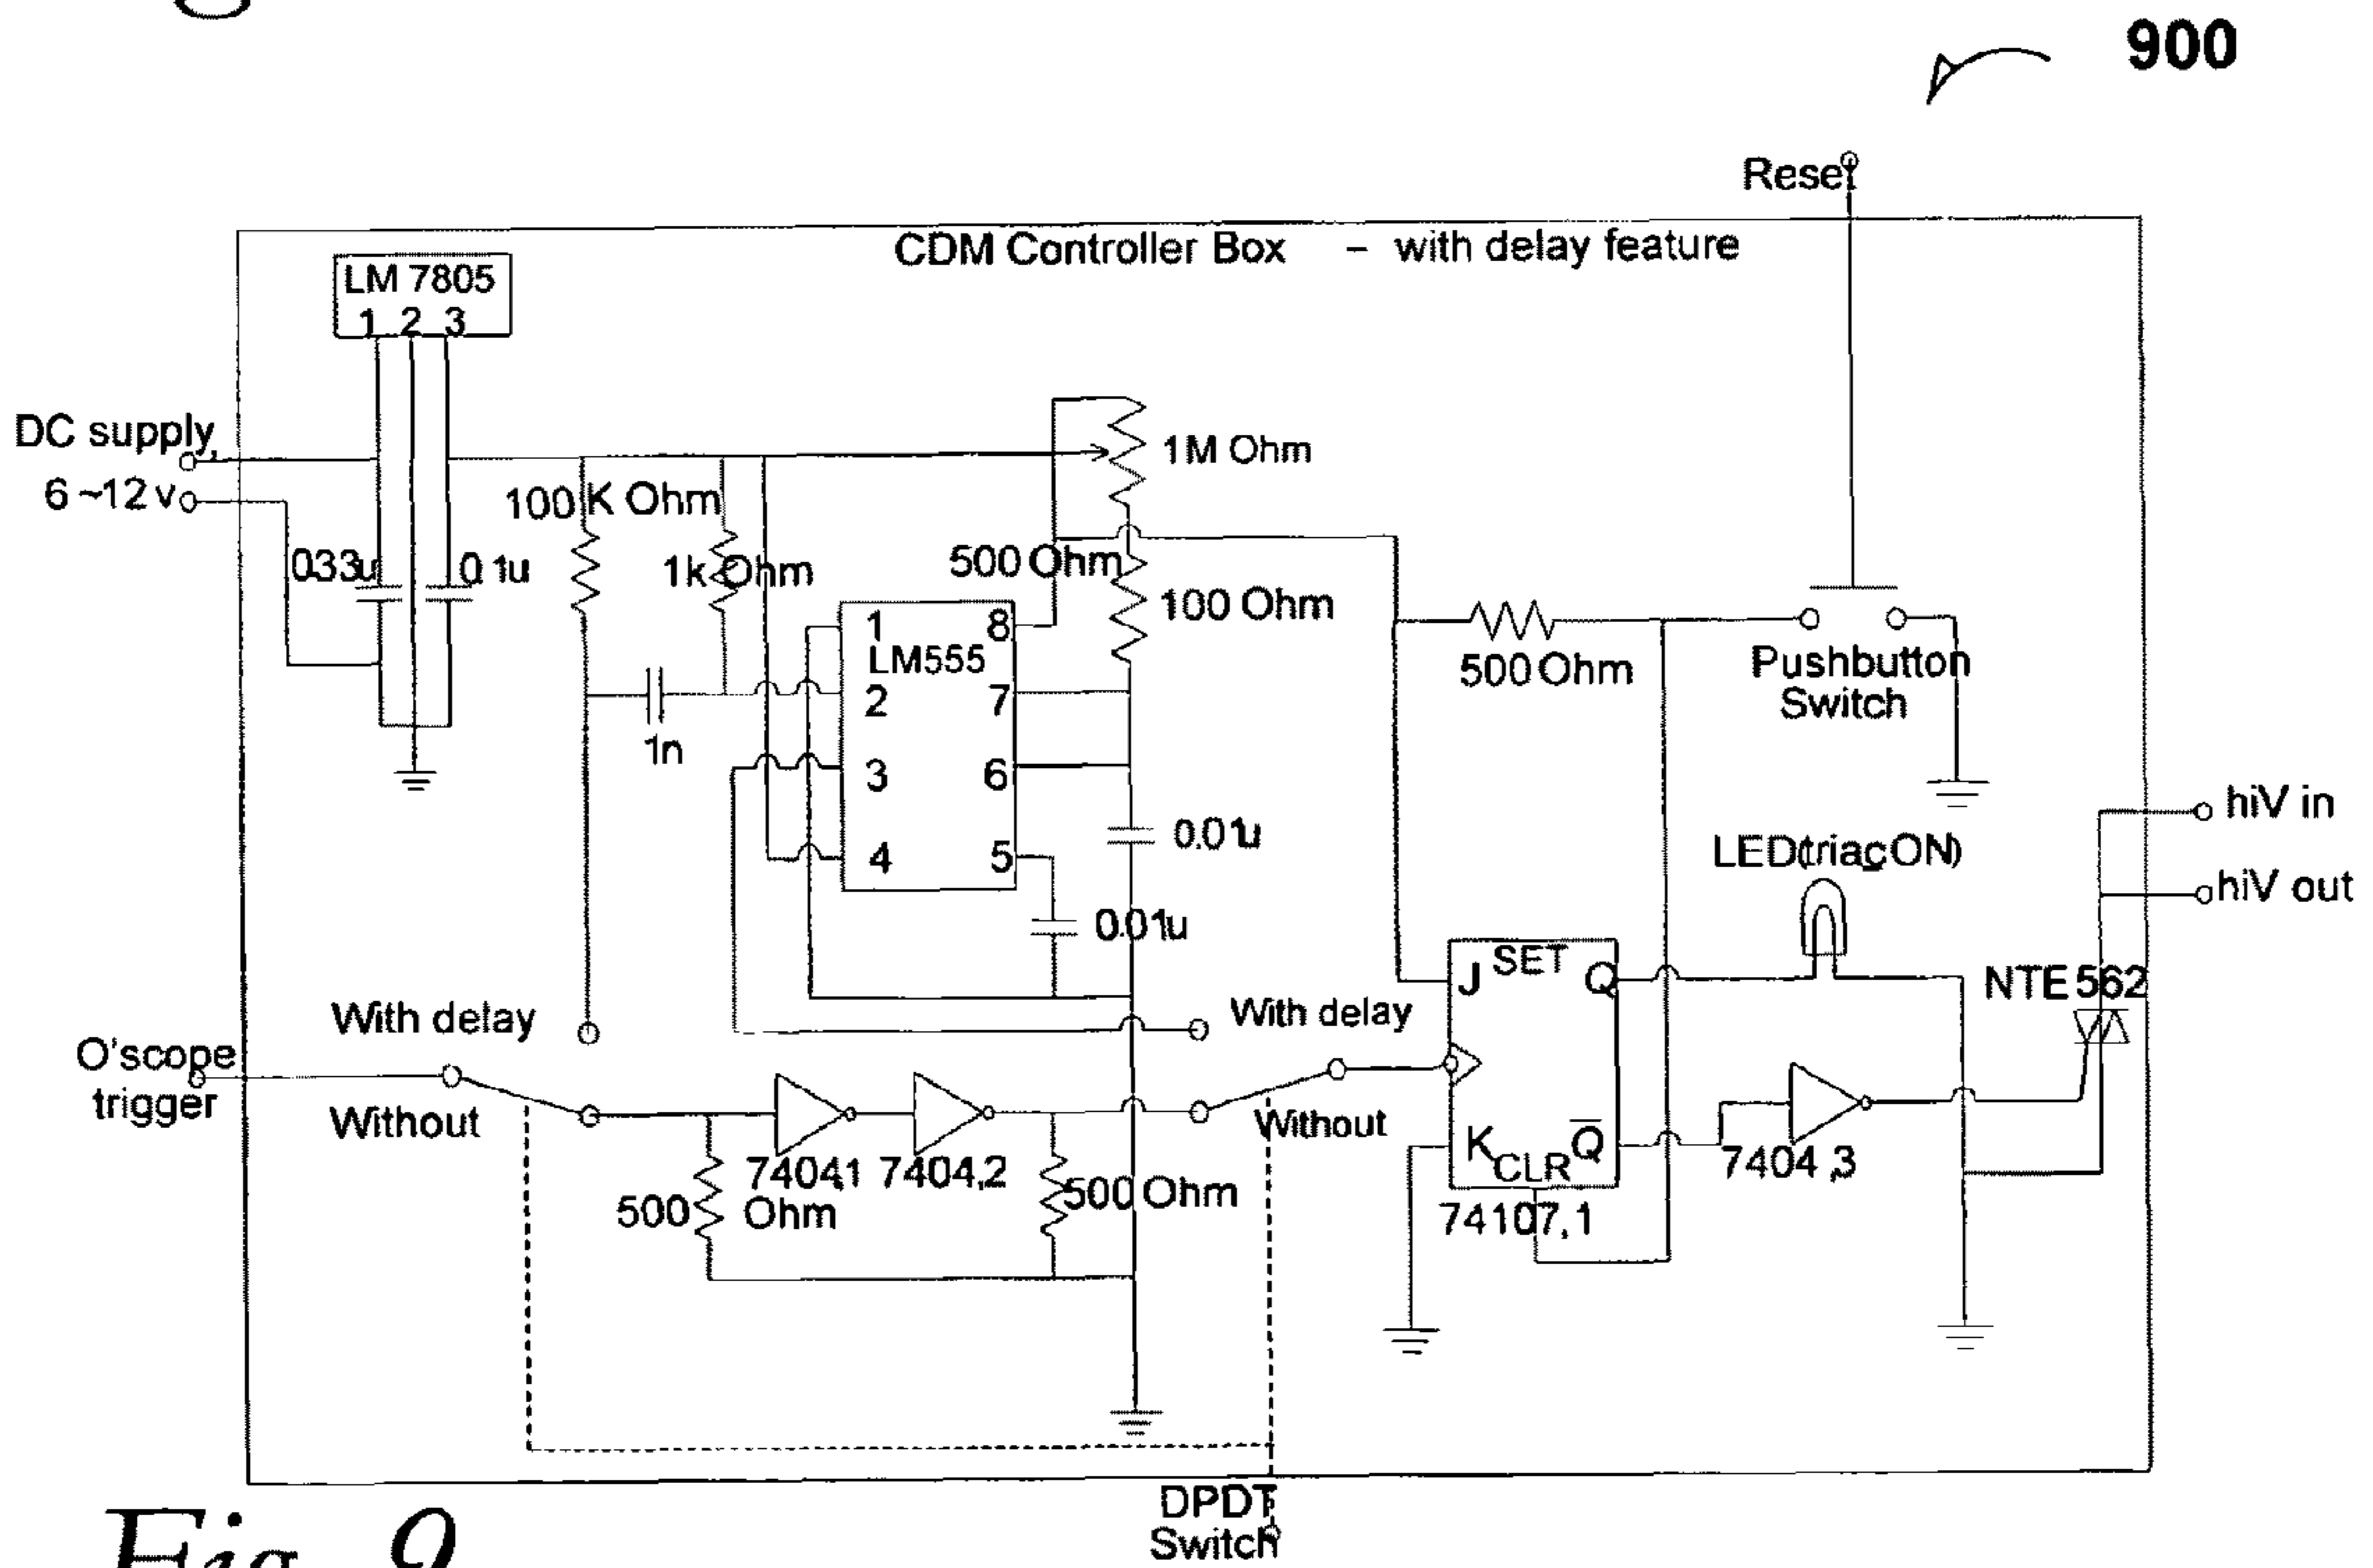 900
Reset
CDM Controller Box - with delay feature
LM 7805
1 2 3
DC supply,
6~12 v
100 K Ohm
1M Ohm
0.33u
0.1u
1k Ohm
500 Ohm
100 Ohm
1
8
LM555
2
7
3
6
4
5
1n
0.01u
0.01u
500 Ohm
Pushbutton
Switch
hiV in
hiV out
LED(triac ON)
NTE 562
With delay
With delay
O'scope
trigger
Without
Without
7404,1
7404,2
500 Ohm
500 Ohm
J SET Q
K CLR Q̅
74107,1
7404,3
DPDT
Switch
Fig. 9